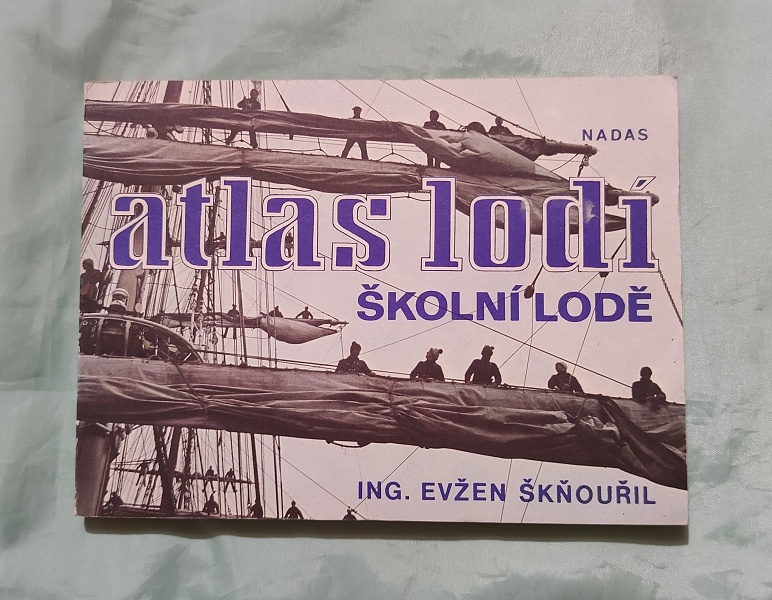 NADAS
atlas lodí
ŠKOLNÍ LODĚ
ING. EVŽEN ŠKŇOUŘIL